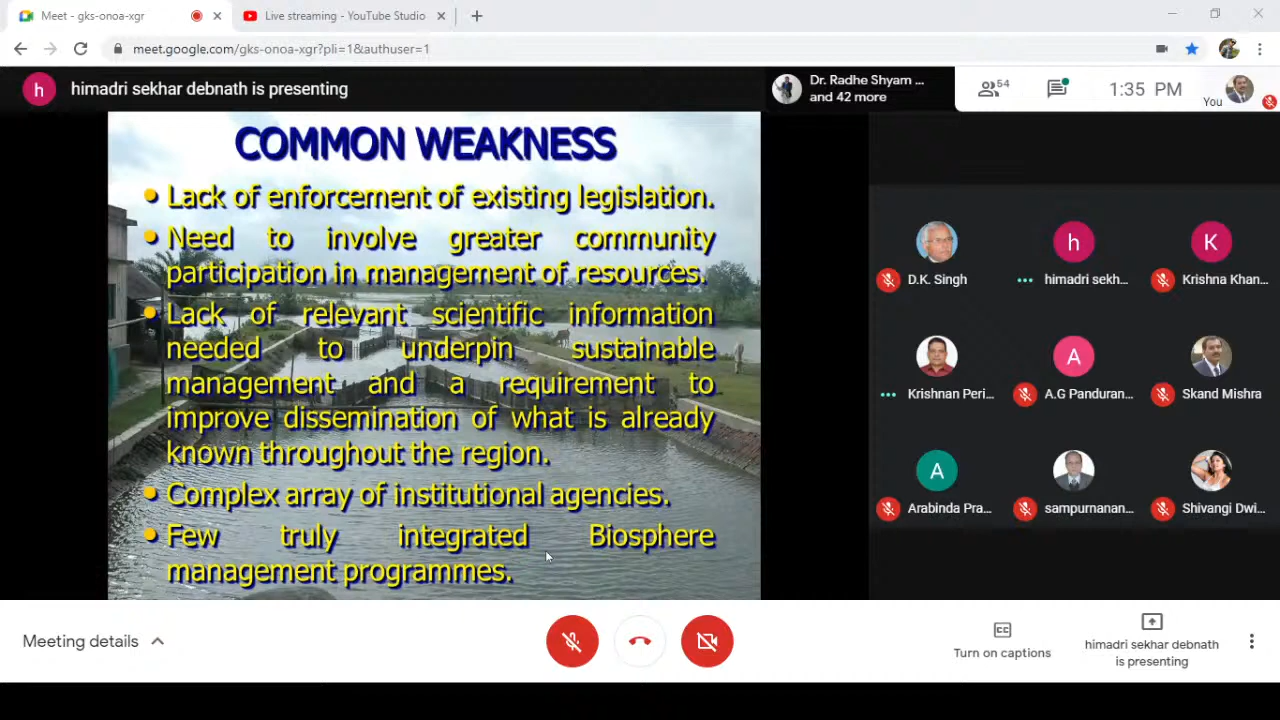 Meet - gks-onoa-xgr
Live streaming - YouTube Studio
meet.google.com/gks-onoa-xgr?pli=1&authuser=1
h
himadri sekhar debnath is presenting
Dr. Radhe Shyam ...
and 42 more
54
1:35 PM
You
COMMON WEAKNESS
• Lack of enforcement of existing legislation.
• Need to involve greater community
participation in management of resources.
• Lack of relevant scientific information
needed to underpin sustainable
management and a requirement to
improve dissemination of what is already
known throughout the region.
• Complex array of institutional agencies.
• Few truly integrated Biosphere
management programmes.
h
K
D.K. Singh
himadri sekh...
Krishna Khan...
A
Krishnan Peri...
A.G Panduran...
Skand Mishra
A
Arabinda Pra...
sampurnanan...
Shivangi Dwi...
Meeting details
CC
Turn on captions
himadri sekhar debnath
is presenting